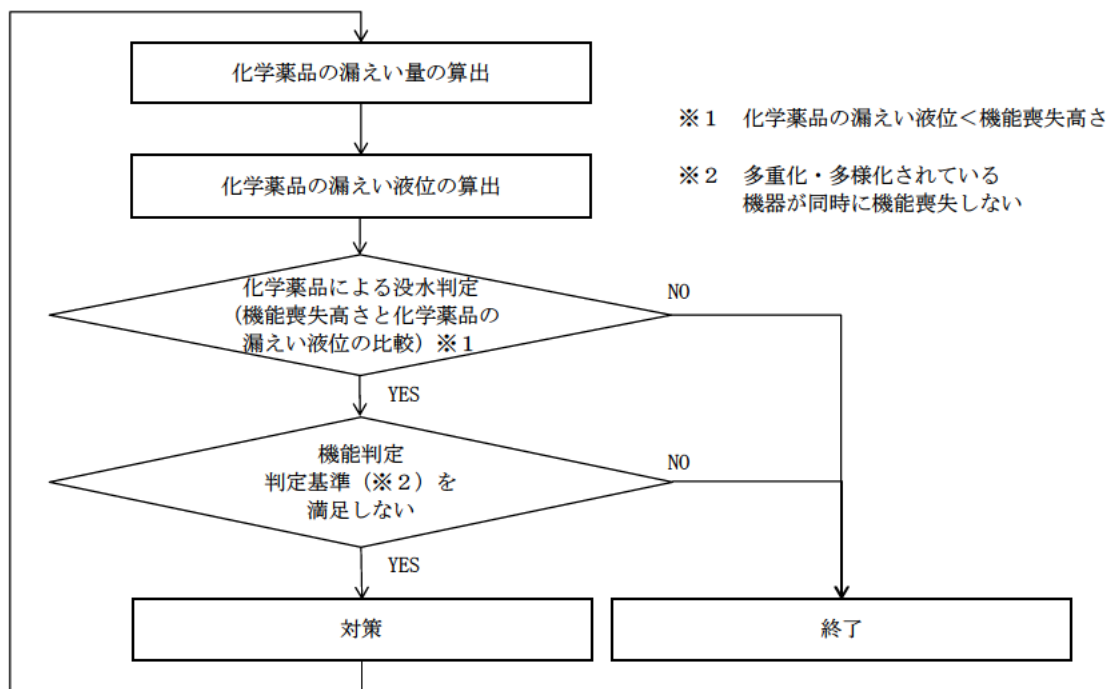 化学薬品の漏えい量の算出
※１　化学薬品の漏えい液位＜機能喪失高さ
化学薬品の漏えい液位の算出
※２　多重化・多様化されている
機器が同時に機能喪失しない
化学薬品による没水判定
（機能喪失高さと化学薬品の
漏えい液位の比較）※１
NO
YES
機能判定
判定基準（※２）を
満足しない
NO
YES
対策
終了